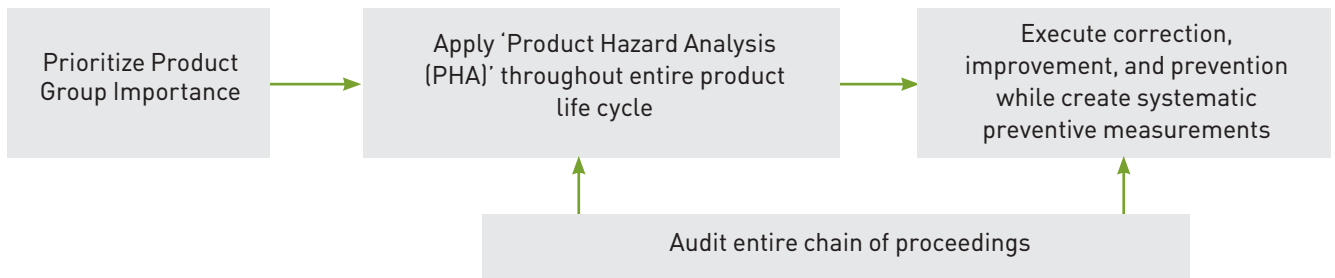 Prioritize Product
Group Importance
Apply ‘Product Hazard Analysis
(PHA)’ throughout entire product
life cycle
Execute correction,
improvement, and prevention
while create systematic
preventive measurements
Audit entire chain of proceedings